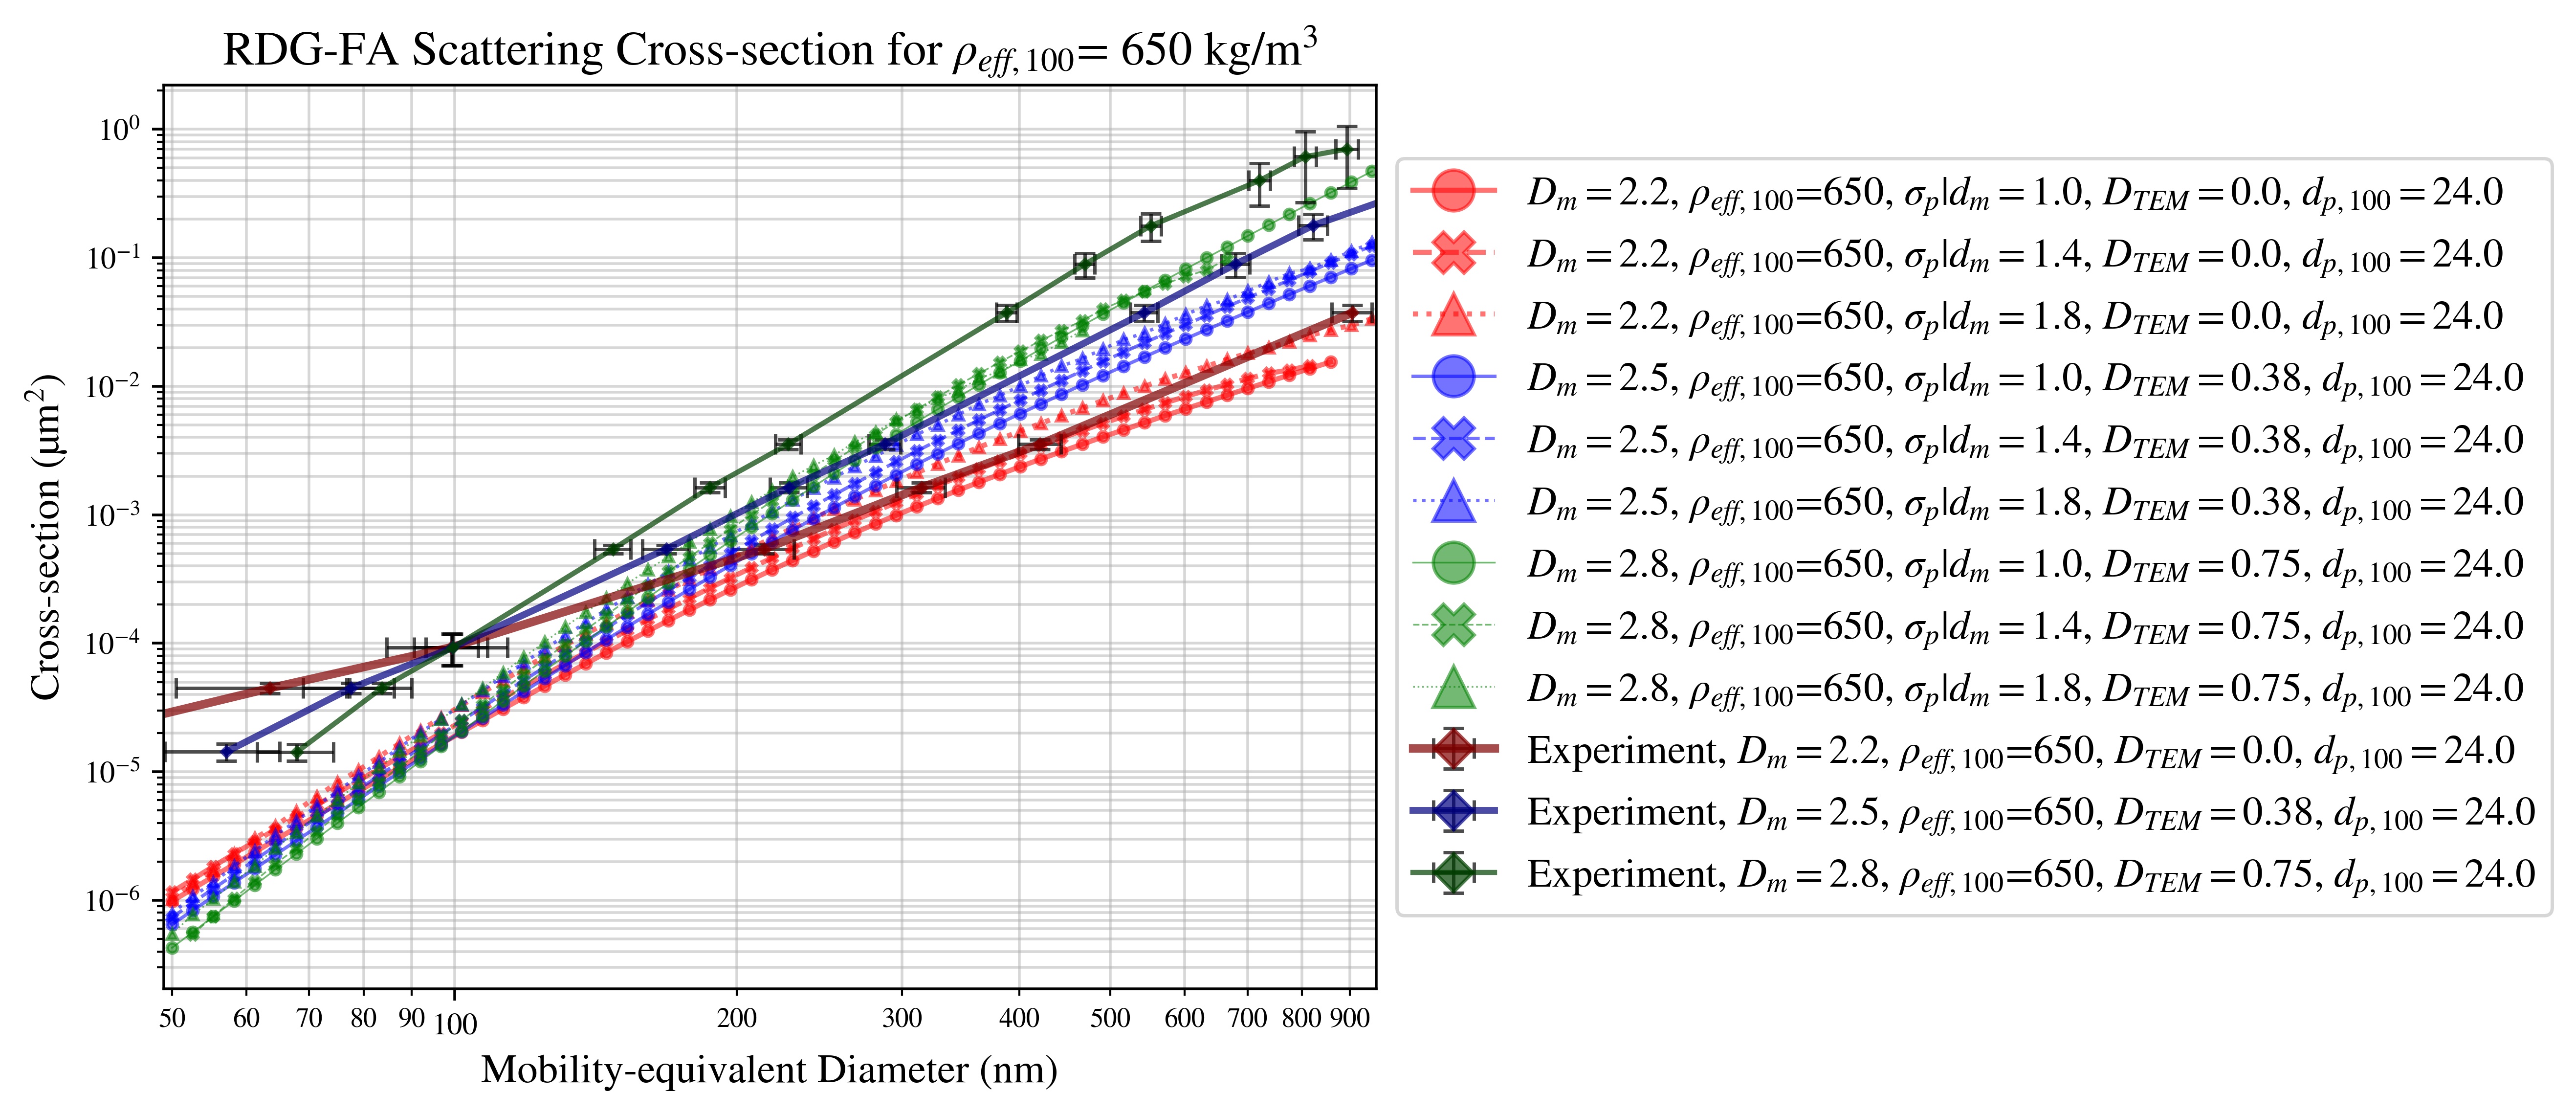 RDG-FA Scattering Cross-section for ρeff,100= 650 kg/m³
Cross-section (μm²)
10⁰
10⁻¹
10⁻²
10⁻³
10⁻⁴
10⁻⁵
10⁻⁶
50 60 70 80 90 100 200 300 400 500 600 700 800 900
Mobility-equivalent Diameter (nm)
Dm = 2.2, ρeff,100=650, σp|dm = 1.0, DTEM = 0.0, dp,100 = 24.0
Dm = 2.2, ρeff,100=650, σp|dm = 1.4, DTEM = 0.0, dp,100 = 24.0
Dm = 2.2, ρeff,100=650, σp|dm = 1.8, DTEM = 0.0, dp,100 = 24.0
Dm = 2.5, ρeff,100=650, σp|dm = 1.0, DTEM = 0.38, dp,100 = 24.0
Dm = 2.5, ρeff,100=650, σp|dm = 1.4, DTEM = 0.38, dp,100 = 24.0
Dm = 2.5, ρeff,100=650, σp|dm = 1.8, DTEM = 0.38, dp,100 = 24.0
Dm = 2.8, ρeff,100=650, σp|dm = 1.0, DTEM = 0.75, dp,100 = 24.0
Dm = 2.8, ρeff,100=650, σp|dm = 1.4, DTEM = 0.75, dp,100 = 24.0
Dm = 2.8, ρeff,100=650, σp|dm = 1.8, DTEM = 0.75, dp,100 = 24.0
Experiment, Dm = 2.2, ρeff,100=650, DTEM = 0.0, dp,100 = 24.0
Experiment, Dm = 2.5, ρeff,100=650, DTEM = 0.38, dp,100 = 24.0
Experiment, Dm = 2.8, ρeff,100=650, DTEM = 0.75, dp,100 = 24.0